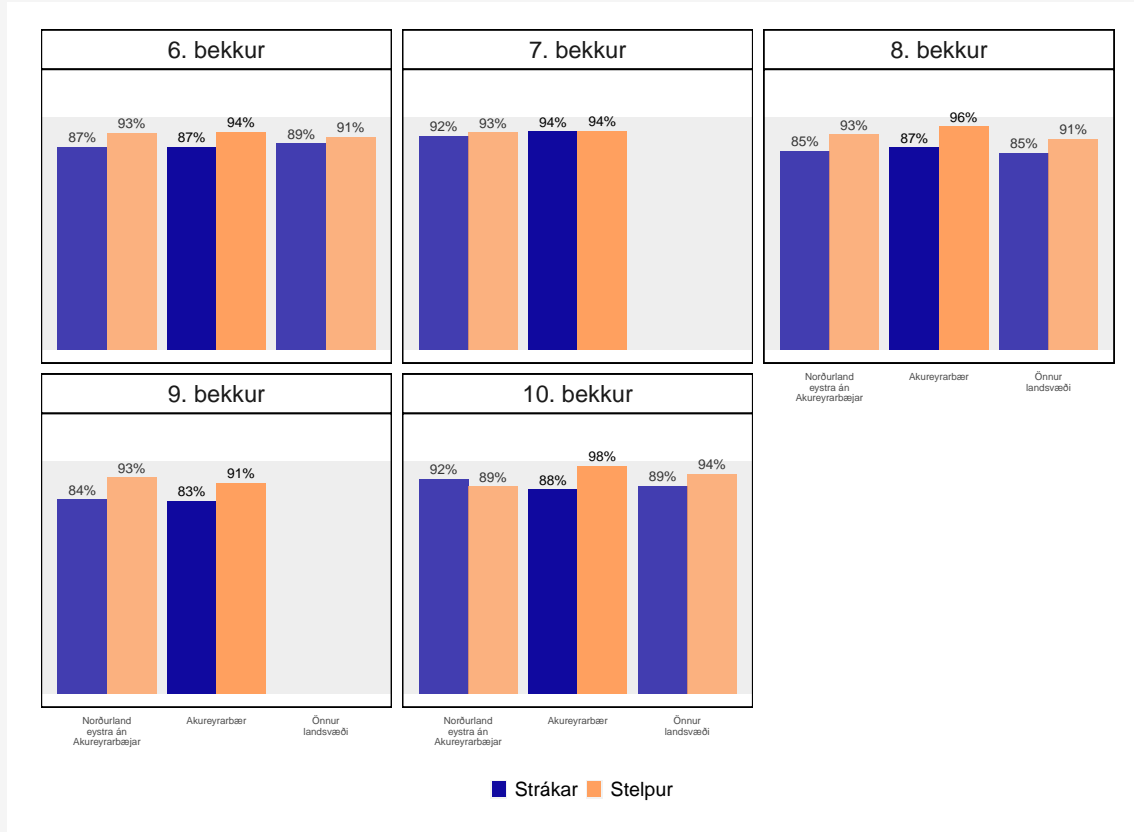 6. bekkur
7. bekkur
8. bekkur
87% 93% 87% 94% 89% 91%
92% 93% 94% 94%
85% 93% 87% 96% 85% 91%
Norðurland
eystra án
Akureyrarbæjar
Akureyrarbær
Önnur
landsvæði
9. bekkur
10. bekkur
84% 93% 83% 91%
92% 89% 88% 98% 89% 94%
Norðurland
eystra án
Akureyrarbæjar
Akureyrarbær
Önnur
landsvæði
Norðurland
eystra án
Akureyrarbæjar
Akureyrarbær
Önnur
landsvæði
Strákar Stelpur